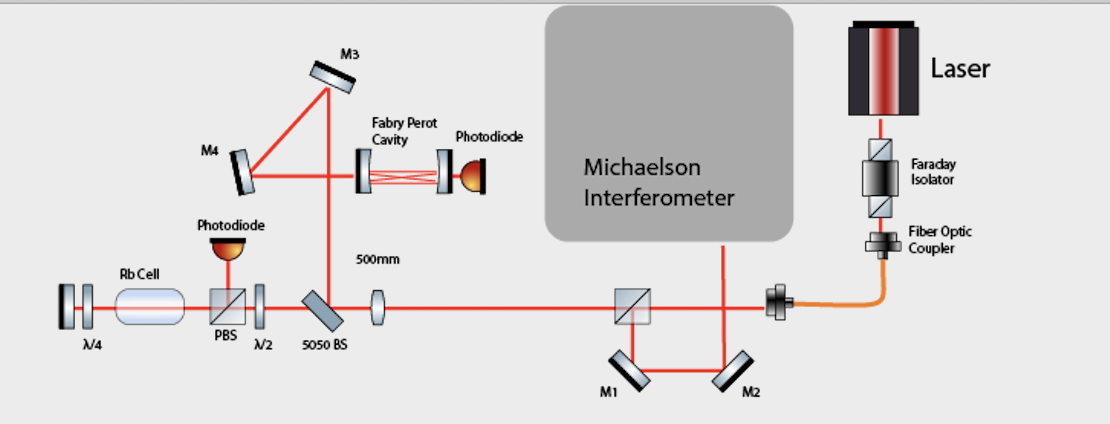 M3
Laser
Fabry Perot
Cavity
Photodiode
M4
Michaelson
Interferometer
Faraday
Isolator
Photodiode
Fiber Optic
Coupler
500mm
Rb Cell
λ/4
PBS
λ/2
5050 BS
M1
M2